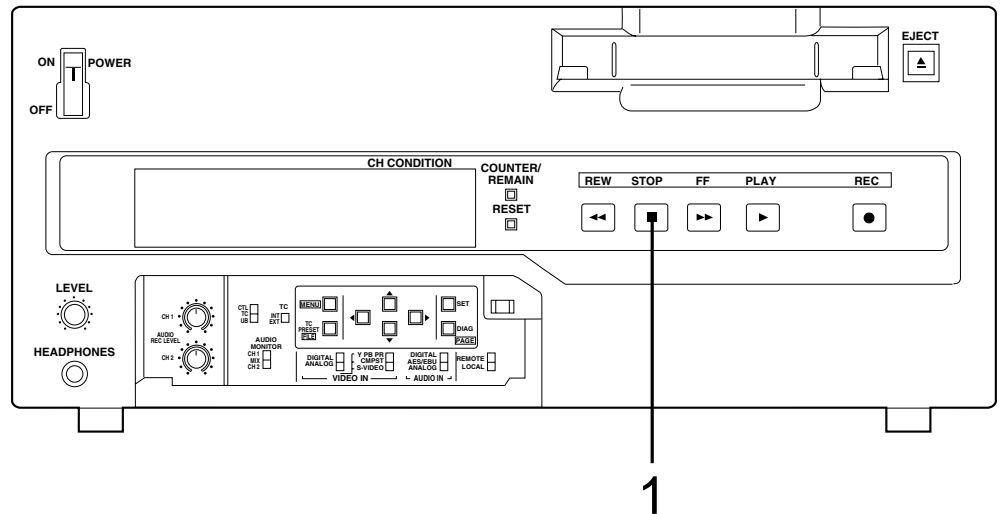 EJECT
ON POWER
OFF
CH CONDITION
COUNTER/
REMAIN
RESET
REW STOP FF PLAY REC
LEVEL
HEADPHONES
CH 1
AUDIO
REC LEVEL
CH 2
CTL
TC
UB
TC
INT
EXT
AUDIO
MONITOR
CH 1
MIX
CH 2
MENU
TC
PRESET
FILE
SET
DIAG
PAGE
DIGITAL
ANALOG
Y PB PR
CMPST
S-VIDEO
VIDEO IN
DIGITAL
AES/EBU
ANALOG
AUDIO IN
REMOTE
LOCAL
1